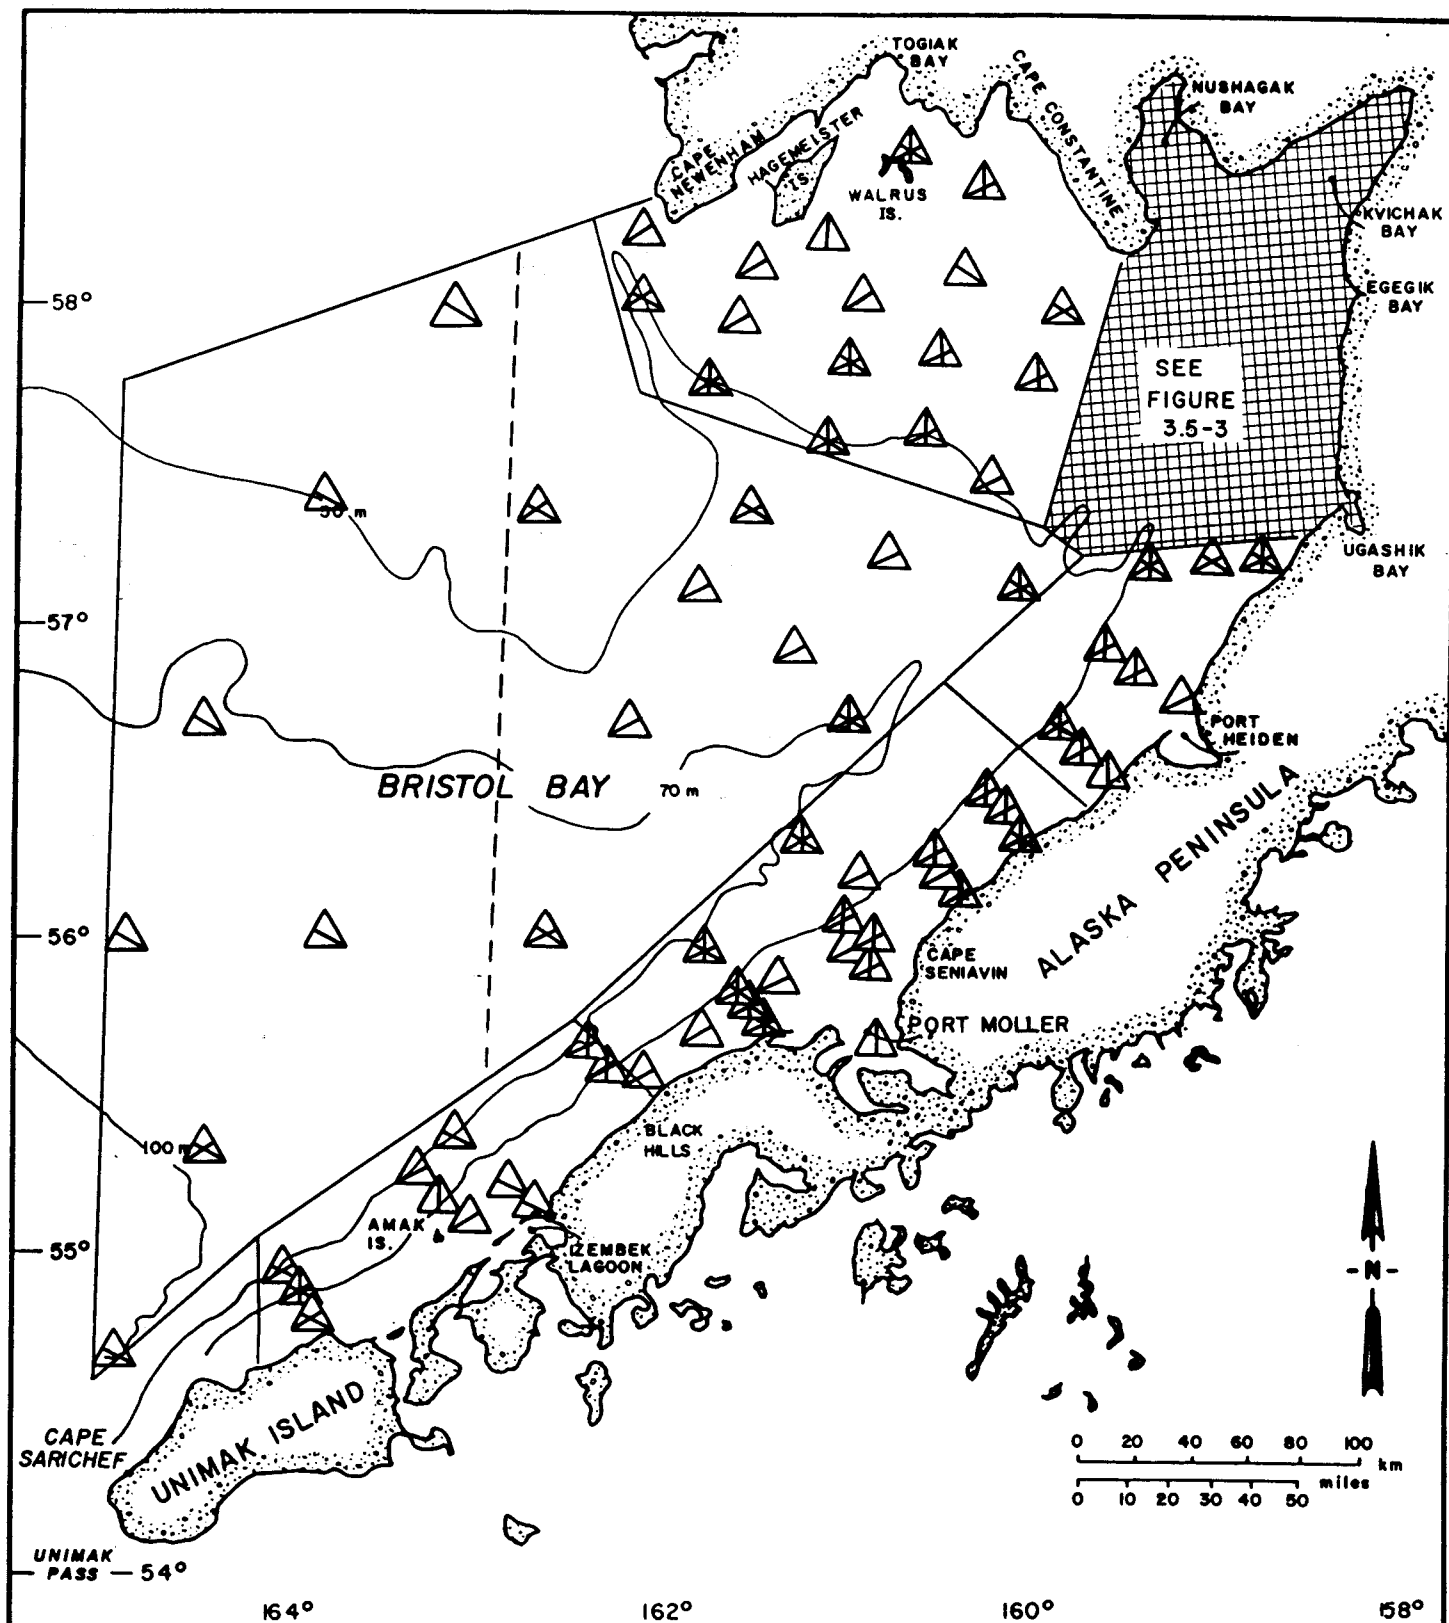 TOGIAK
BAY
CAPE CONSTANTINE
NUSHAGAK
BAY
CAPE
NEWENHAM
HAGEMEISTER
IS.
WALRUS
IS.
KVICHAK
BAY
EGEGIK
BAY
58°
SEE
FIGURE
3.5-3
50 m
UGASHIK
BAY
57°
PORT
HEIDEN
BRISTOL BAY
70 m
ALASKA PENINSULA
56°
CAPE
SENIAVIN
PORT MOLLER
BLACK
HILLS
100 m
AMAK
IS.
55°
IZEMBEK
LAGOON
-N-
UNIMAK ISLAND
CAPE
SARICHEF
0 20 40 60 80 100
km
miles
0 10 20 30 40 50
UNIMAK
PASS
54°
164° 162° 160° 158°